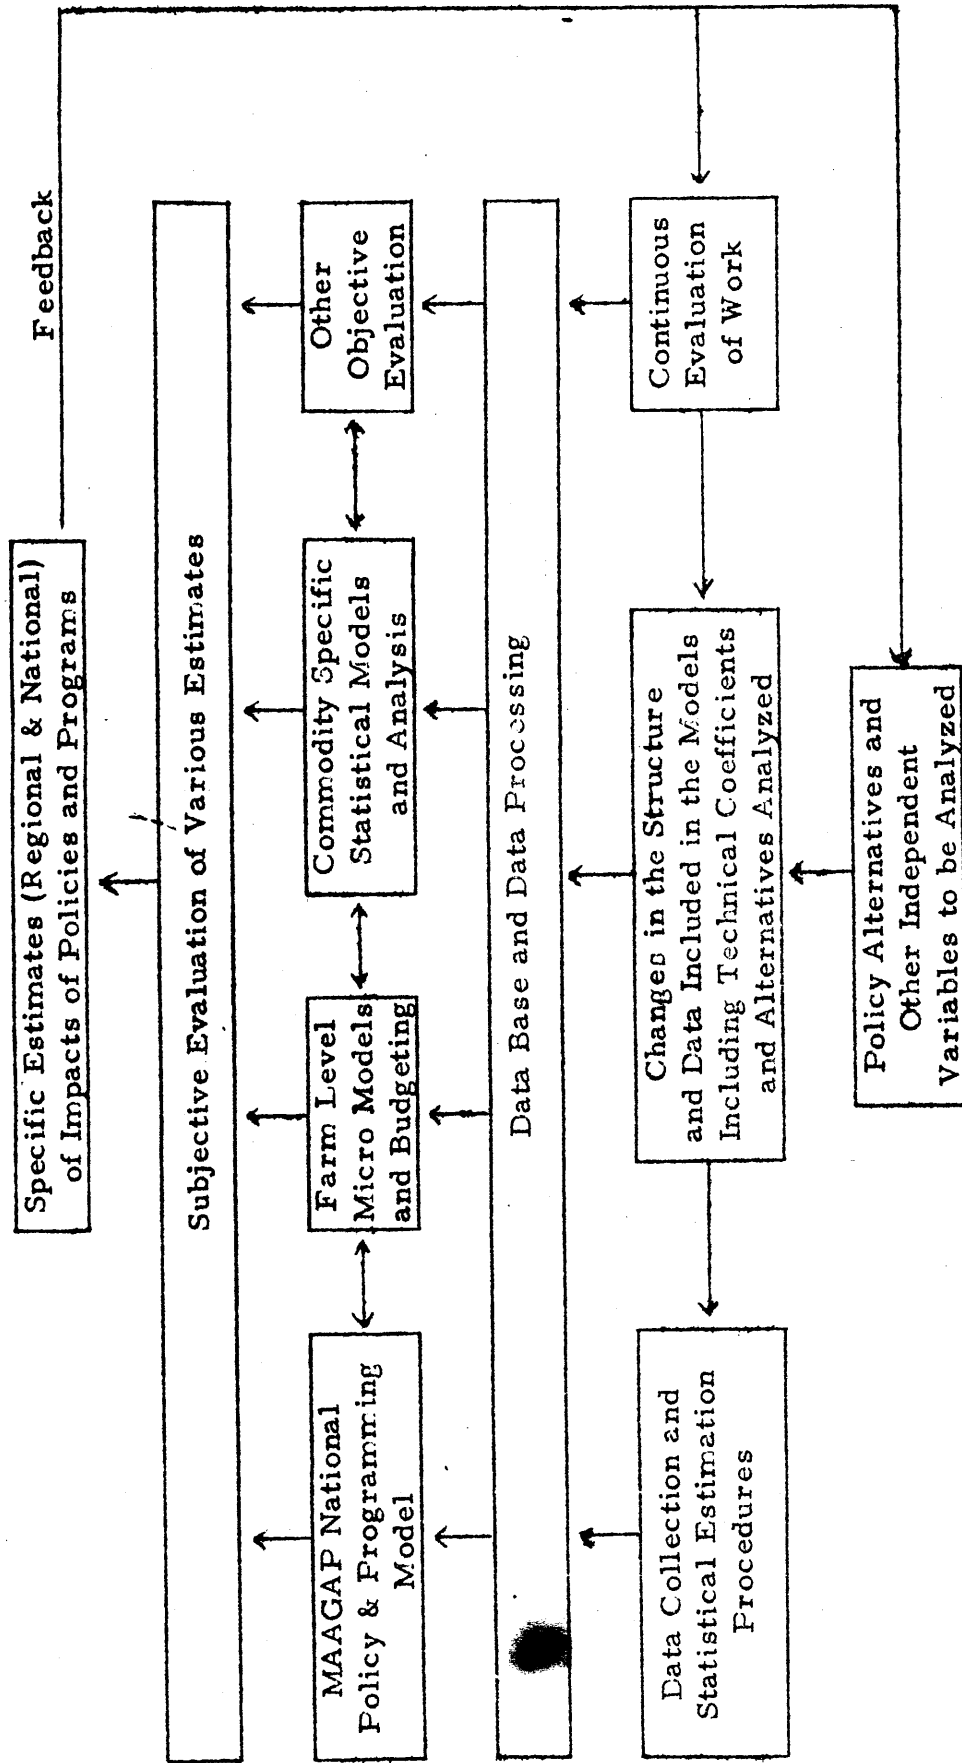 Specific Estimates (Regional & National)
of Impacts of Policies and Programs
Feedback
Subjective Evaluation of Various Estimates
MAAGAP National
Policy & Programming
Model
Farm Level
Micro Models
and Budgeting
Commodity Specific
Statistical Models
and Analysis
Other
Objective
Evaluation
Data Base and Data Processing
Data Collection and
Statistical Estimation
Procedures
Changes in the Structure
and Data Included in the Models
Including Technical Coefficients
and Alternatives Analyzed
Continuous
Evaluation
of Work
Policy Alternatives and
Other Independent
Variables to be Analyzed